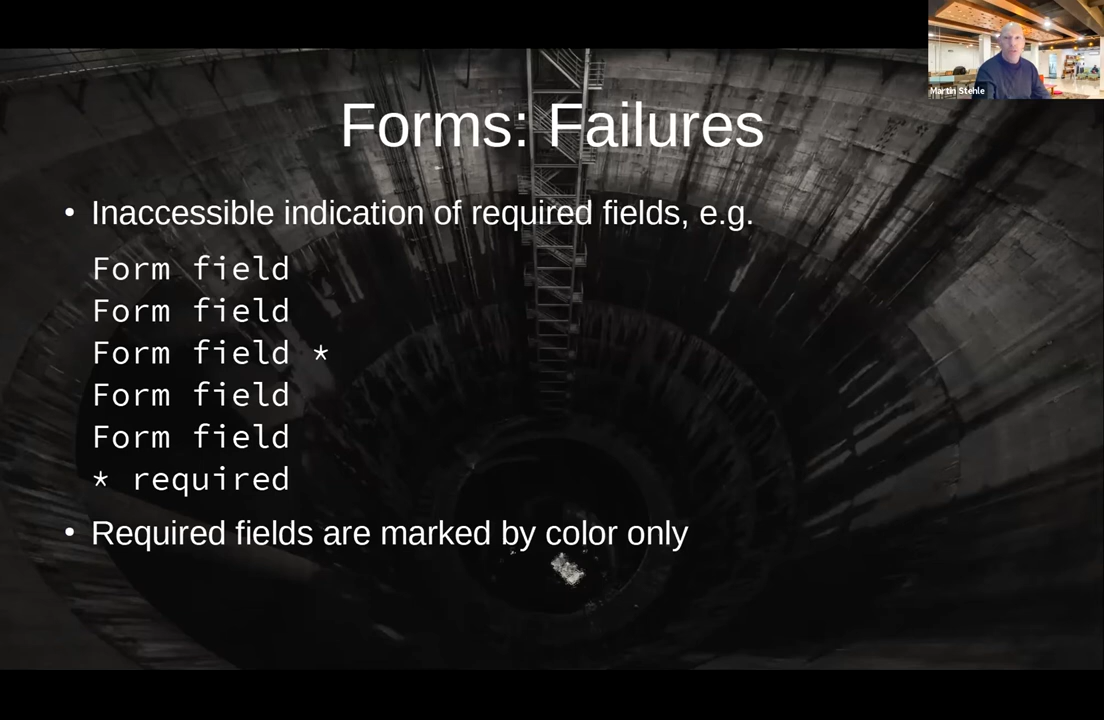 Martin Stehle
Forms: Failures
• Inaccessible indication of required fields, e.g.
Form field
Form field
Form field *
Form field
Form field
* required
• Required fields are marked by color only